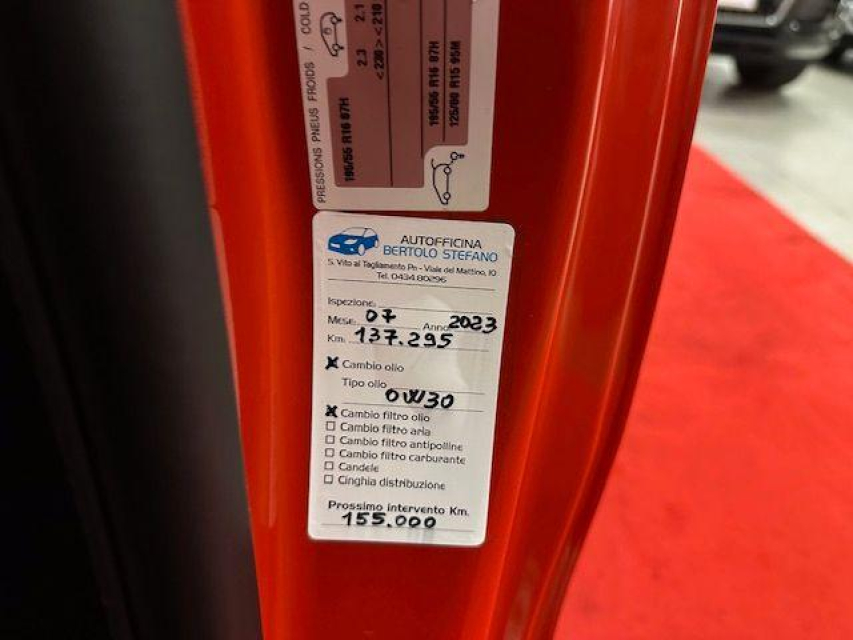 PRESSIONS PNEUS FROIDS / COLD
195/55 R16 87H
2.3 2.1
<230> <210
195/55 R16 87H
125/80 R15 95M
AUTOFFICINA
BERTOLO STEFANO
S. Vito al Tagliamento Pn - Viale del Mattino, 10
Tel. 0434.80296
Ispezione:
Mese: 07 Anno 2023
Km. 137.295
X Cambio olio
Tipo olio 0W30
X Cambio filtro olio
☐ Cambio filtro aria
☐ Cambio filtro antipolline
☐ Cambio filtro carburante
☐ Candele
☐ Cinghia distribuzione
Prossimo intervento Km.
155.000